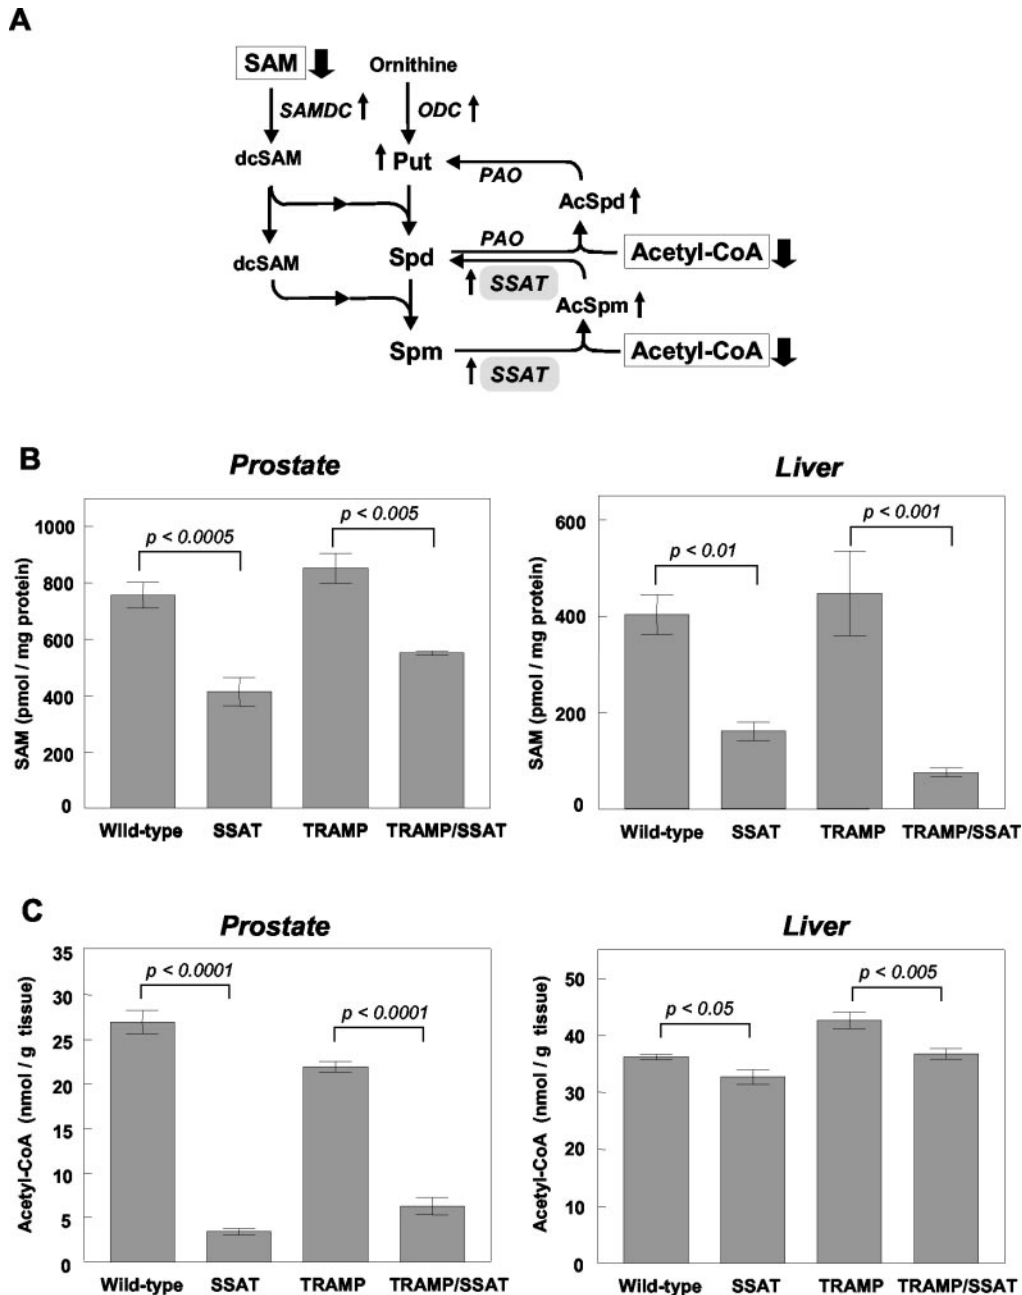 A
SAM Ornithine
SAMDC ODC
dcSAM Put
PAO
AcSpd
PAO
dcSAM Spd Acetyl-CoA
SSAT
AcSpm
Spm Acetyl-CoA
SSAT
B
Prostate
SAM (pmol / mg protein)
1000
800
600
400
200
0
p < 0.0005
p < 0.005
Wild-type SSAT TRAMP TRAMP/SSAT
Liver
SAM (pmol / mg protein)
600
400
200
0
p < 0.01
p < 0.001
Wild-type SSAT TRAMP TRAMP/SSAT
C
Prostate
Acetyl-CoA (nmol / g tissue)
35
30
25
20
15
10
5
0
p < 0.0001
p < 0.0001
Wild-type SSAT TRAMP TRAMP/SSAT
Liver
Acetyl-CoA (nmol / g tissue)
50
40
30
20
10
0
p < 0.05
p < 0.005
Wild-type SSAT TRAMP TRAMP/SSAT